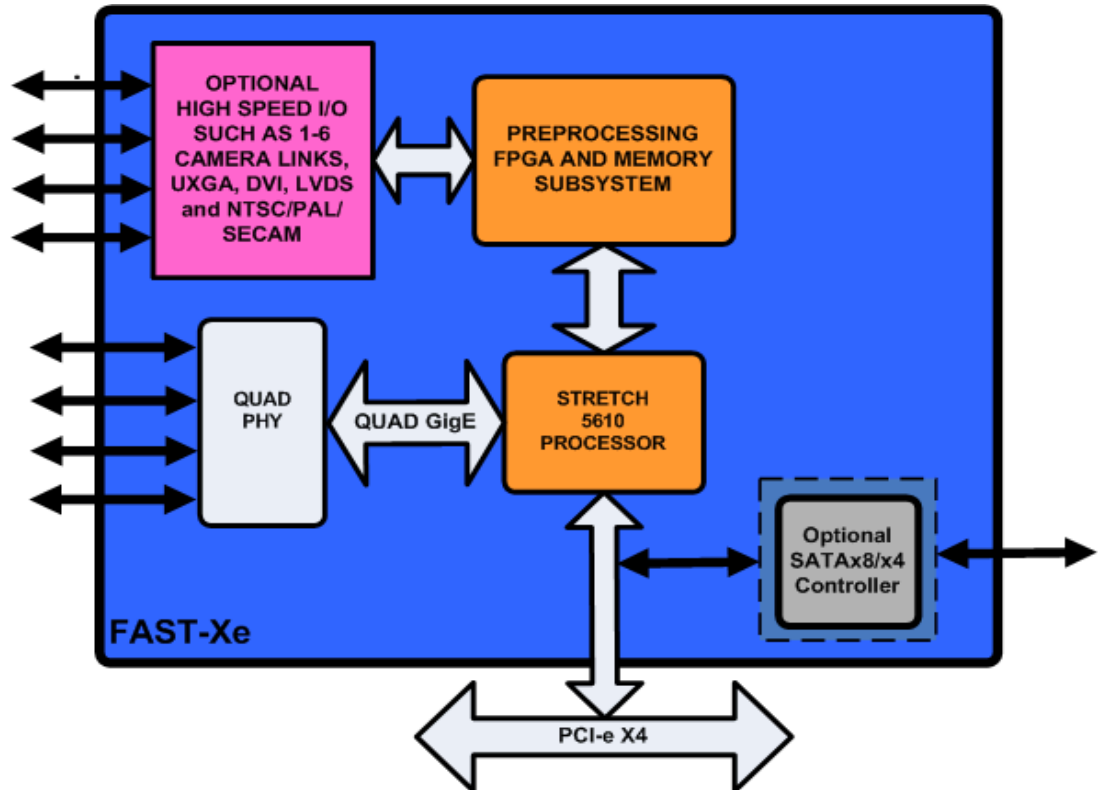 OPTIONAL
HIGH SPEED I/O
SUCH AS 1-6
CAMERA LINKS,
UXGA, DVI, LVDS
and NTSC/PAL/
SECAM
PREPROCESSING
FPGA AND MEMORY
SUBSYSTEM
QUAD
PHY
QUAD GigE
STRETCH
5610
PROCESSOR
Optional
SATAx8/x4
Controller
FAST-Xe
PCI-e X4